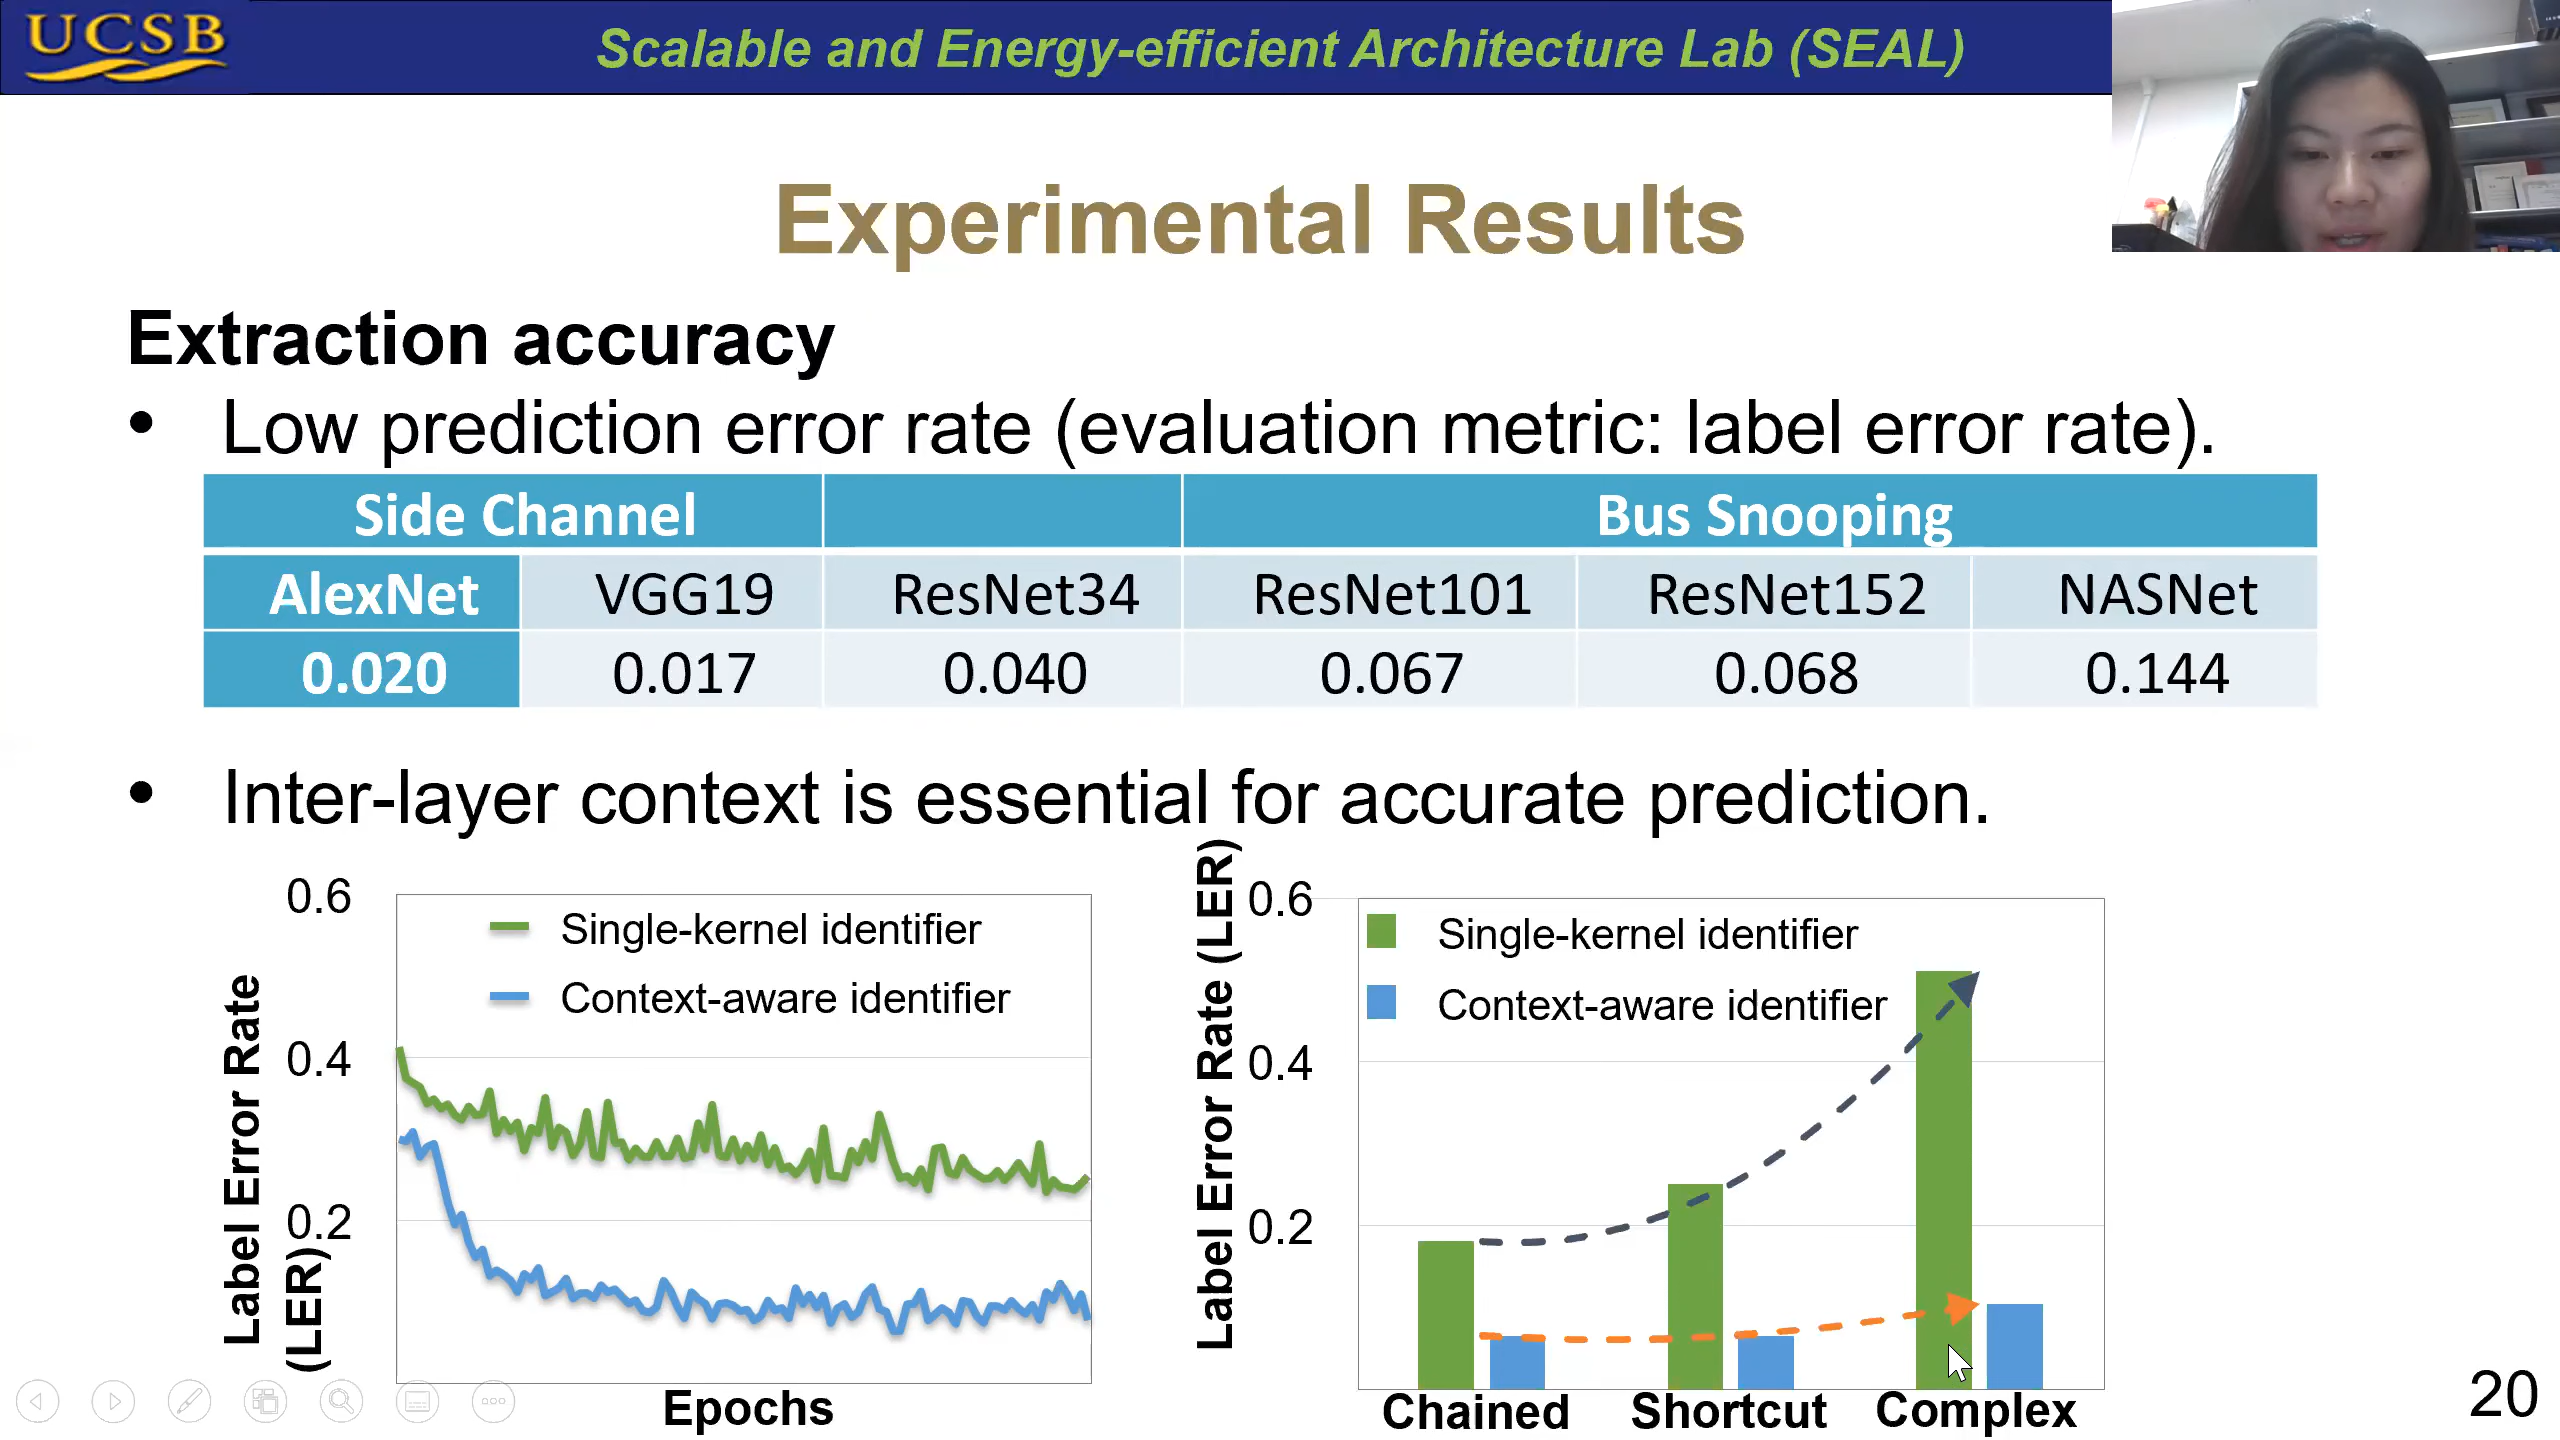 UCSB
Scalable and Energy-efficient Architecture Lab (SEAL)
Experimental Results
Extraction accuracy
• Low prediction error rate (evaluation metric: label error rate).
Side Channel Bus Snooping
AlexNet VGG19 ResNet34 ResNet101 ResNet152 NASNet
0.020 0.017 0.040 0.067 0.068 0.144
• Inter-layer context is essential for accurate prediction.
Label Error Rate
(LER)
0.6
0.4
0.2
Single-kernel identifier
Context-aware identifier
Epochs
Label Error Rate (LER)
0.6
0.4
0.2
Single-kernel identifier
Context-aware identifier
Chained Shortcut Complex
20